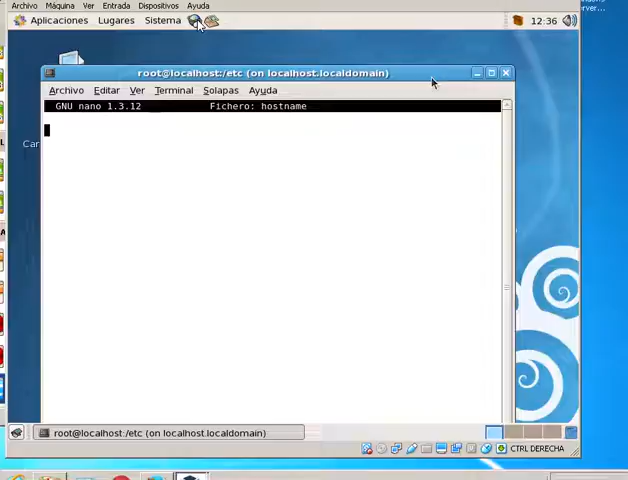 Archivo Máquina Ver Entrada Dispositivos Ayuda
Aplicaciones Lugares Sistema 12:36
server...
root@localhost:/etc (on localhost.localdomain)
Archivo Editar Ver Terminal Solapas Ayuda
GNU nano 1.3.12 Fichero: hostname
Car
root@localhost:/etc (on localhost.localdomain)
CTRL DERECHA